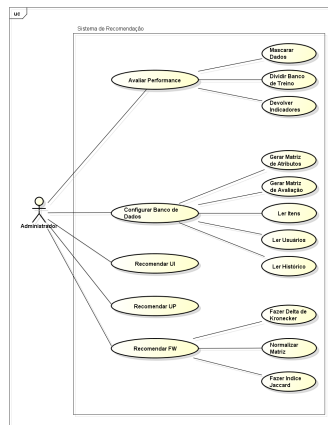 uc
Sistema de Recomendação
Mascarar
Dados
Avaliar Performance
Dividir Banco
de Treino
Devolver
Indicadores
Gerar Matriz
de Atributos
Gerar Matriz
de Avaliação
Administrador
Configurar Banco de
Dados
Ler Itens
Ler Usuários
Recomendar UI
Ler Histórico
Recomendar UP
Fazer Delta de
Kronecker
Recomendar FW
Normalizar
Matriz
Fazer Indice
Jaccard